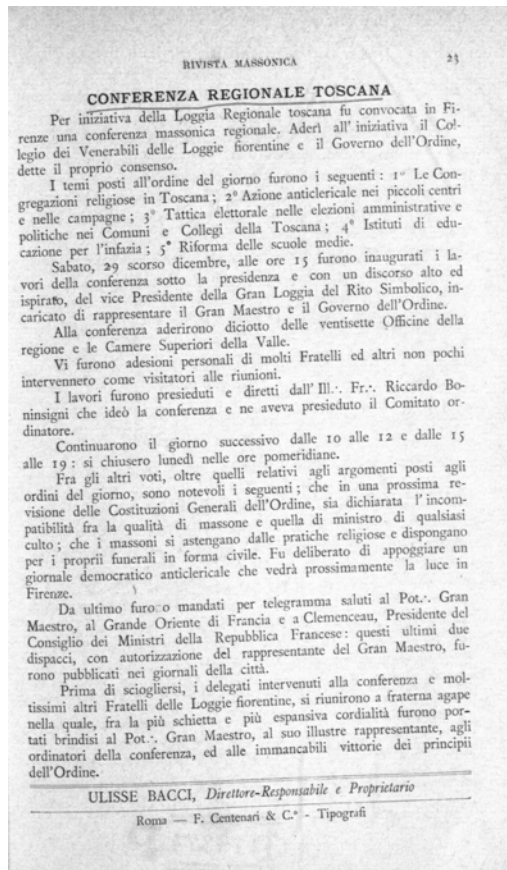 RIVISTA MASSONICA 23
CONFERENZA REGIONALE TOSCANA
Per iniziativa della Loggia Regionale toscana fu convocata in Fi-
renze una conferenza massonica regionale. Aderì all' iniziativa il Col-
legio dei Venerabili delle Loggie fiorentine e il Governo dell'Ordine,
dette il proprio consenso.
I temi posti all'ordine del giorno furono i seguenti : 1º Le Con-
gregazioni religiose in Toscana ; 2º Azione anticlericale nei piccoli centri
e nelle campagne ; 3º Tattica elettorale nelle elezioni amministrative e
politiche nei Comuni e Collegi della Toscana ; 4º Istituti di edu-
cazione per l'infazia ; 5º Riforma delle scuole medie.
Sabato, 29 scorso dicembre, alle ore 15 furono inaugurati i la-
vori della conferenza sotto la presidenza e con un discorso alto ed
ispirato, del vice Presidente della Gran Loggia del Rito Simbolico, in-
caricato di rappresentare il Gran Maestro e il Governo dell'Ordine.
Alla conferenza aderirono diciotto delle ventisette Officine della
regione e le Camere Superiori della Valle.
Vi furono adesioni personali di molti Fratelli ed altri non pochi
intervennero come visitatori alle riunioni.
I lavori furono presieduti e diretti dall' Ill.·. Fr.·. Riccardo Bo-
ninsigni che ideò la conferenza e ne aveva presieduto il Comitato or-
dinatore.
Continuarono il giorno successivo dalle 10 alle 12 e dalle 15
alle 19 : si chiusero lunedì nelle ore pomeridiane.
Fra gli altri voti, oltre quelli relativi agli argomenti posti agli
ordini del giorno, sono notevoli i seguenti ; che in una prossima re-
visione delle Costituzioni Generali dell'Ordine, sia dichiarata l' incom-
patibilità fra la qualità di massone e quella di ministro di qualsiasi
culto ; che i massoni si astengano dalle pratiche religiose e dispongano
per i proprii funerali in forma civile. Fu deliberato di appoggiare un
giornale democratico anticlericale che vedrà prossimamente la luce in
Firenze.
Da ultimo furo o mandati per telegramma saluti al Pot.·. Gran
Maestro, al Grande Oriente di Francia e a Clemenceau, Presidente del
Consiglio dei Ministri della Repubblica Francese : questi ultimi due
dispacci, con autorizzazione del rappresentante del Gran Maestro, fu-
rono pubblicati nei giornali della città.
Prima di sciogliersi, i delegati intervenuti alla conferenza e mol-
tissimi altri Fratelli delle Loggie fiorentine, si riunirono a fraterna agape
nella quale, fra la più schietta e più espansiva cordialità furono por-
tati brindisi al Pot.·. Gran Maestro, al suo illustre rappresentante, agli
ordinatori della conferenza, ed alle immancabili vittorie dei principii
dell'Ordine.
ULISSE BACCI, Direttore-Responsabile e Proprietario
Roma — F. Centenari & C.º - Tipografi